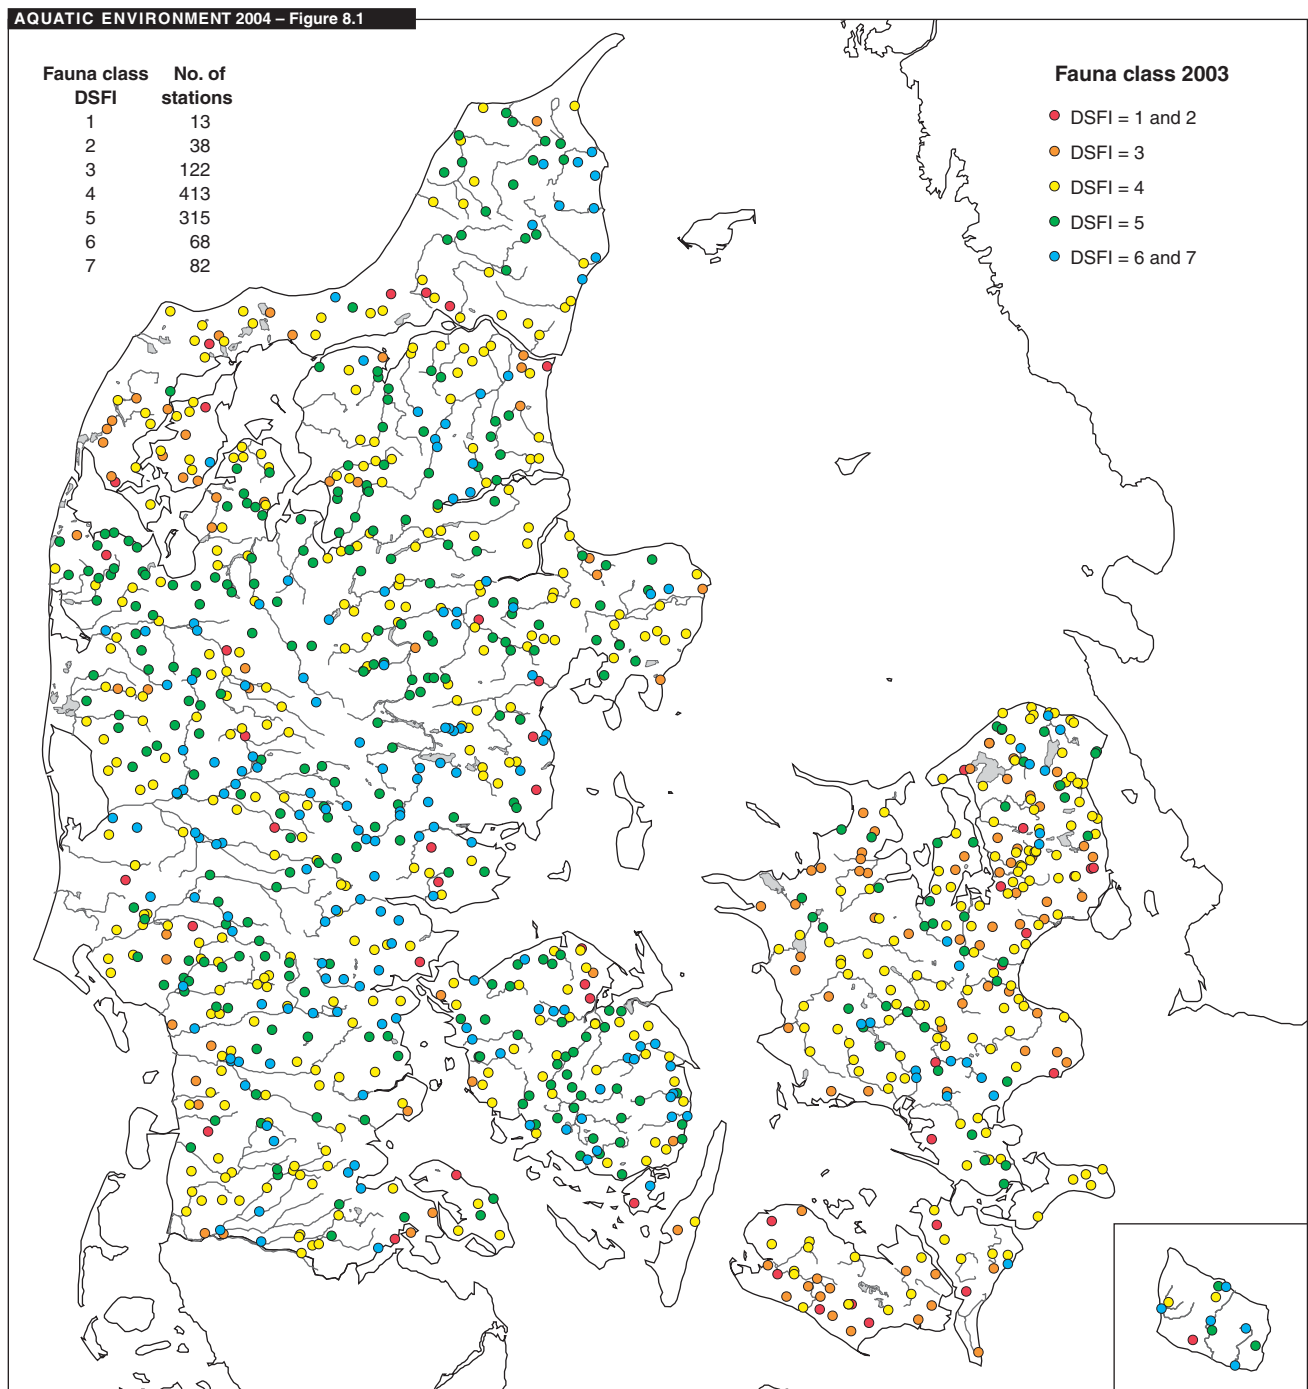 AQUATIC ENVIRONMENT 2004 – Figure 8.1
Fauna class No. of
DSFI stations
1 13
2 38
3 122
4 413
5 315
6 68
7 82
Fauna class 2003
DSFI = 1 and 2
DSFI = 3
DSFI = 4
DSFI = 5
DSFI = 6 and 7